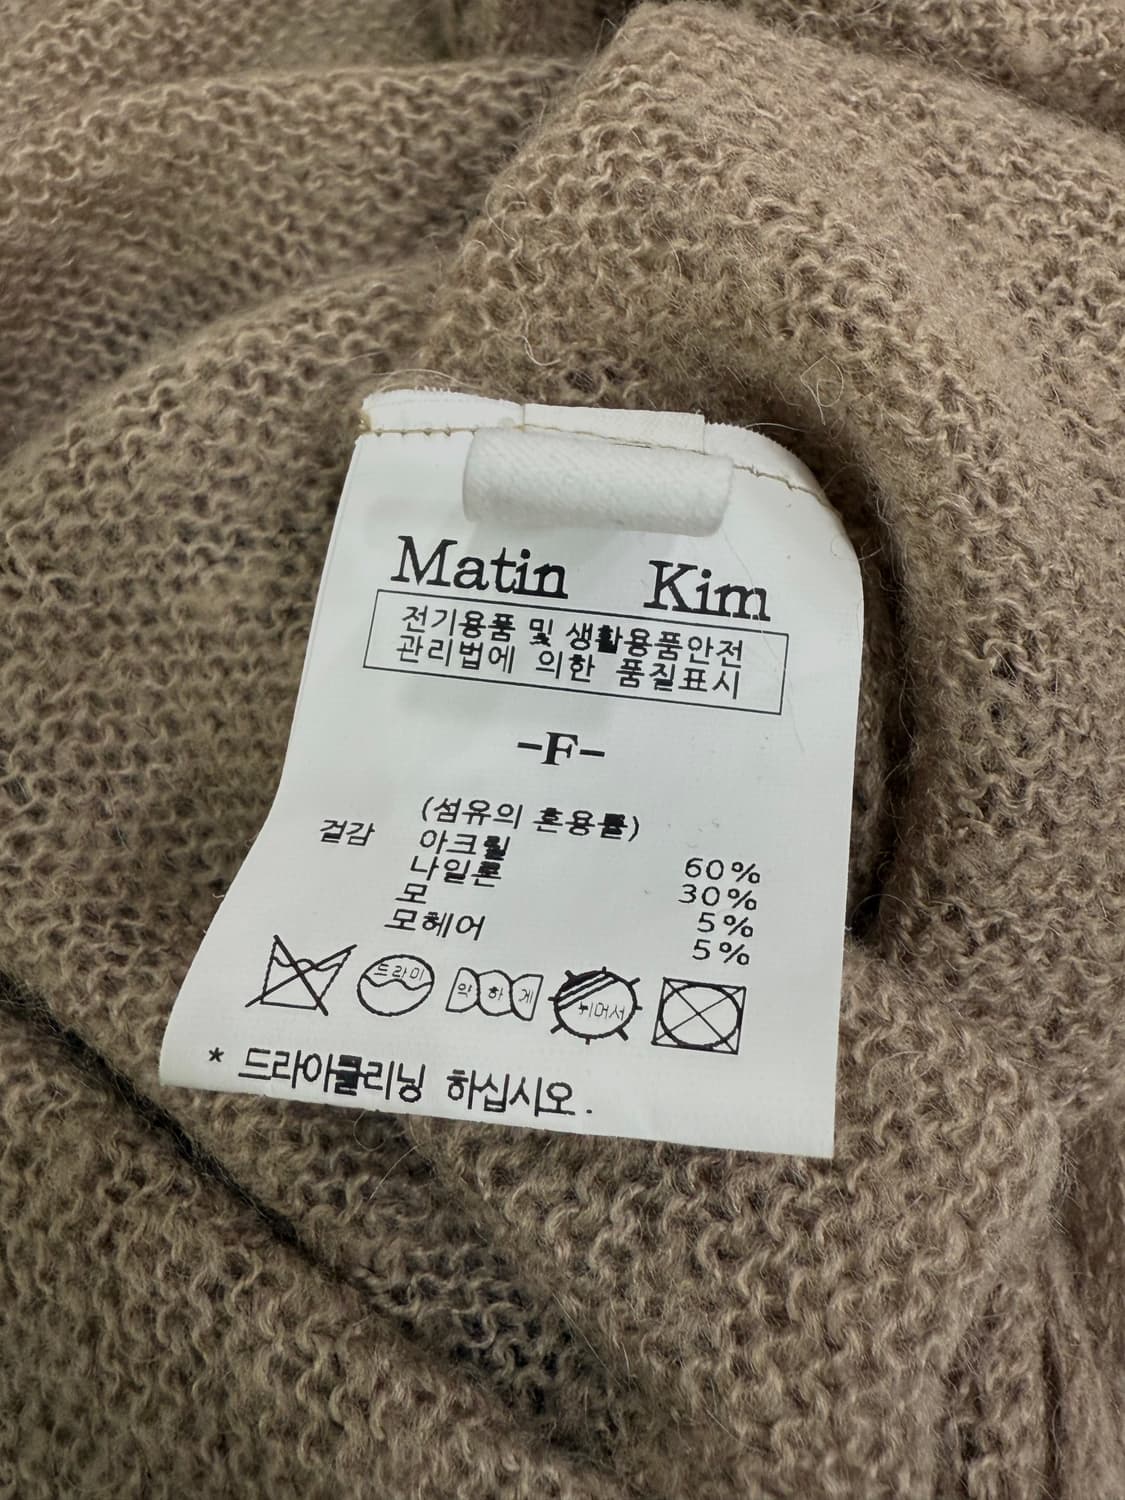 Matin Kim
전기용품 및 생활용품안전
관리법에 의한 품질표시
-F-
(섬유의 혼용률)
겉감 아크릴 60%
나일론 30%
모 5%
모헤어 5%
드라이
약하게
뉘어서
* 드라이클리닝 하십시오.